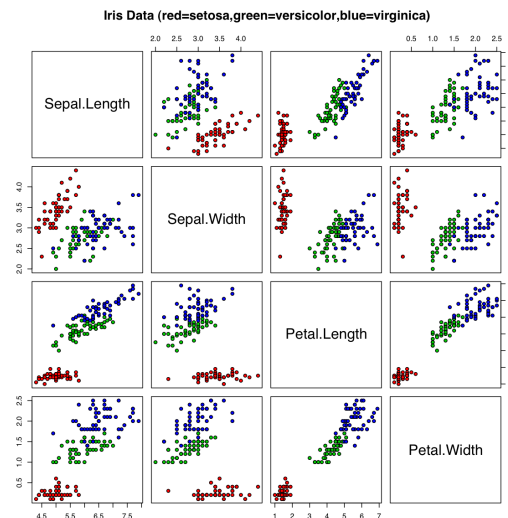 Iris Data (red=setosa,green=versicolor,blue=virginica)
2.0 2.5 3.0 3.5 4.0
0.5 1.0 1.5 2.0 2.5
Sepal.Length
2.0 2.5 3.0 3.5 4.0
Sepal.Width
Petal.Length
0.5 1.5 2.0 2.5
Petal.Width
4.5 5.5 6.5 7.5
1 2 3 4 5 6 7